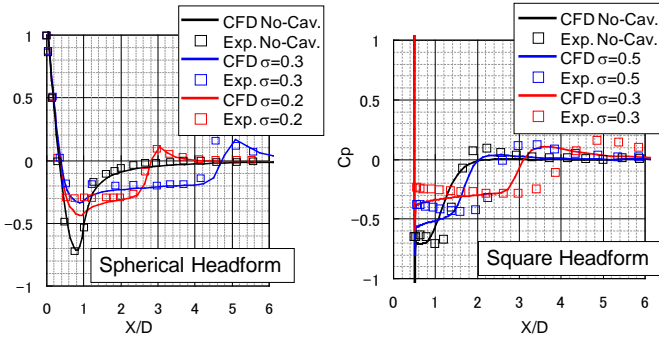 CFD No-Cav.
Exp. No-Cav.
CFD σ=0.3
Exp. σ=0.3
CFD σ=0.2
Exp. σ=0.2
1
0.5
0
−0.5
−1
0 1 2 3 4 5 6
X/D
Spherical Headform
CFD No-Cav.
Exp. No-Cav.
CFD σ=0.5
Exp. σ=0.5
CFD σ=0.3
Exp. σ=0.3
1
0.5
0
−0.5
−1
Cp
0 1 2 3 4 5 6
X/D
Square Headform